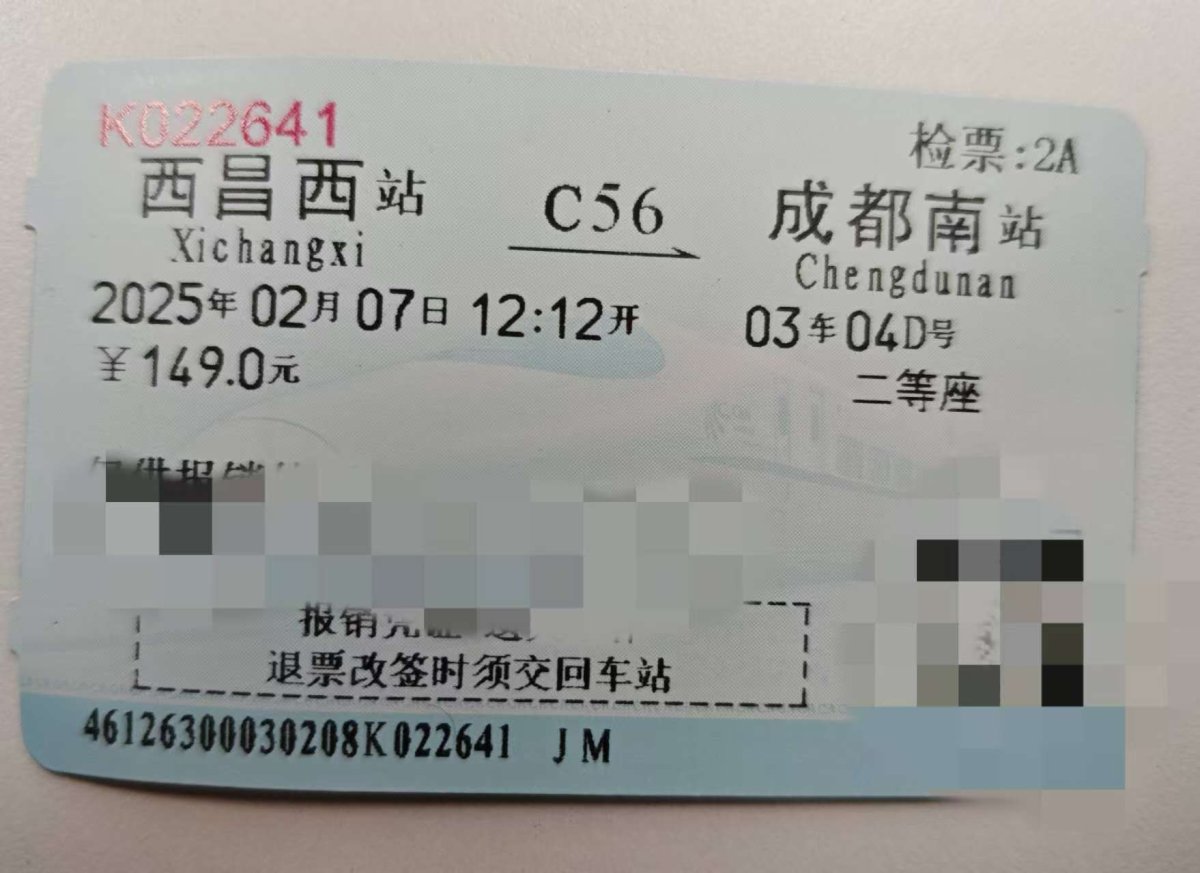 K022641
检票:2A
西昌西站 C56 成都南站
Xichangxi Chengdunan
2025年02月07日12:12开 03车04D号
￥149.0元 二等座
报销
退票改签时须交回车站
46126300030208K022641 JM